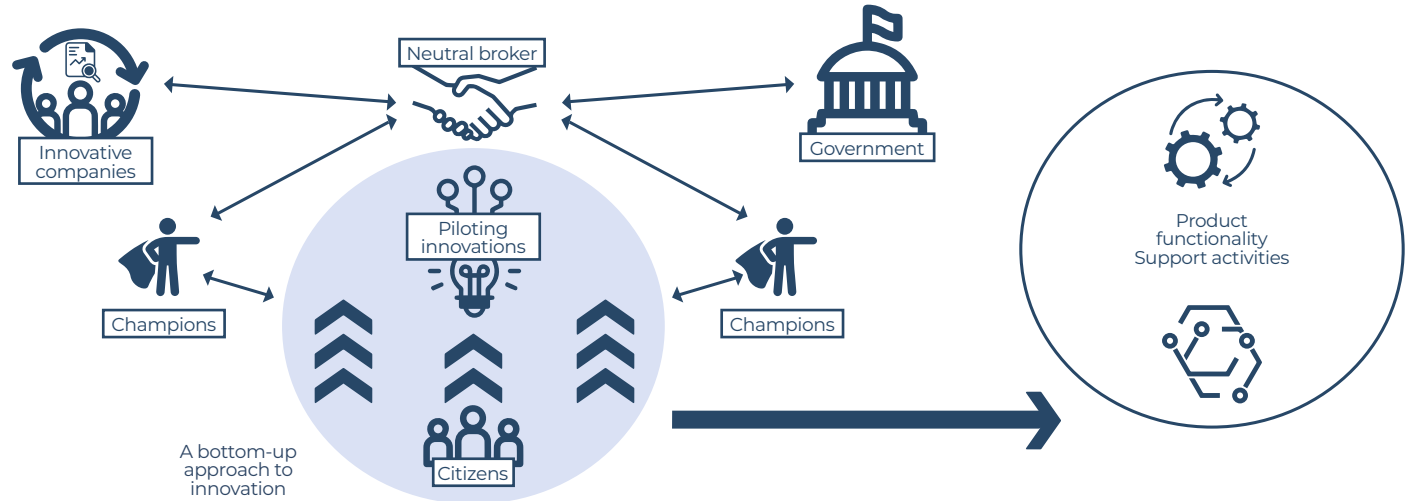 Neutral broker
Innovative
companies
Government
Piloting
innovations
Champions
Champions
Citizens
A bottom-up
approach to
innovation
Product
functionality
Support activities